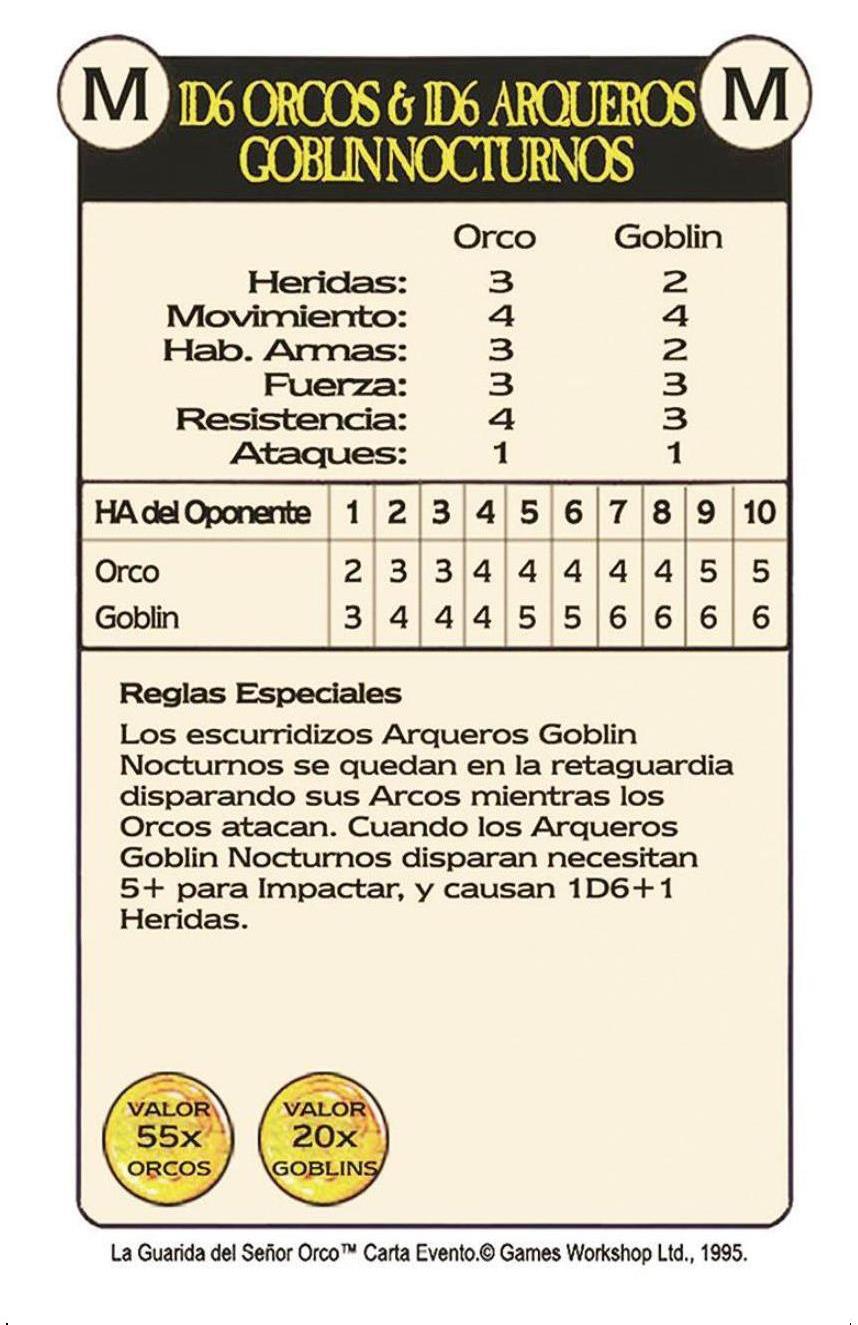 M 1D6 ORCOS & 1D6 ARQUEROS M
GOBLIN NOCTURNOS
Orco Goblin
Heridas: 3 2
Movimiento: 4 4
Hab. Armas: 3 2
Fuerza: 3 3
Resistencia: 4 3
Ataques: 1 1
HA del Oponente 1 2 3 4 5 6 7 8 9 10
Orco 2 3 3 4 4 4 4 4 5 5
Goblin 3 4 4 4 5 5 6 6 6 6
Reglas Especiales
Los escurridizos Arqueros Goblin
Nocturnos se quedan en la retaguardia
disparando sus Arcos mientras los
Orcos atacan. Cuando los Arqueros
Goblin Nocturnos disparan necesitan
5+ para Impactar, y causan 1D6+1
Heridas.
VALOR
55x
ORCOS
VALOR
20x
GOBLINS
La Guarida del Señor Orco™ Carta Evento.© Games Workshop Ltd., 1995.